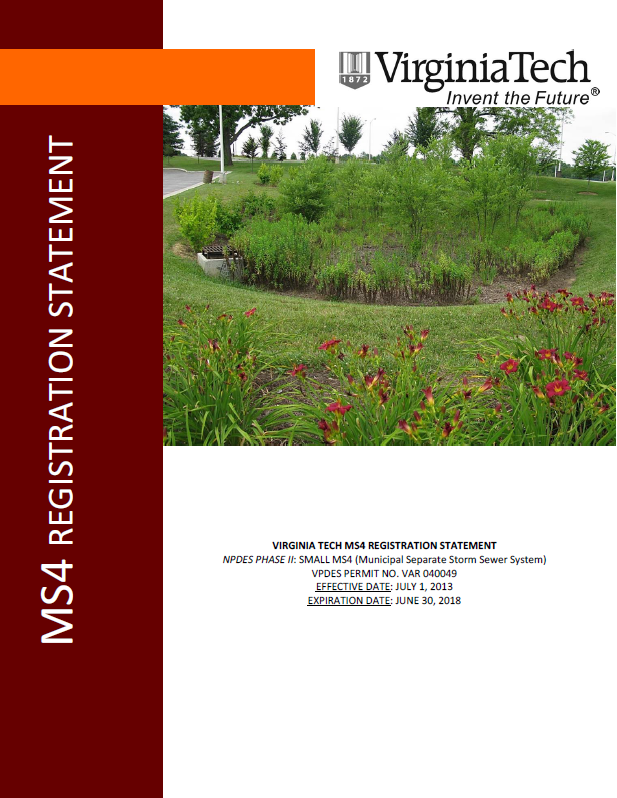 VirginiaTech
1872
Invent the Future®
MS4 REGISTRATION STATEMENT
VIRGINIA TECH MS4 REGISTRATION STATEMENT
NPDES PHASE II: SMALL MS4 (Municipal Separate Storm Sewer System)
VPDES PERMIT NO. VAR 040049
EFFECTIVE DATE: JULY 1, 2013
EXPIRATION DATE: JUNE 30, 2018